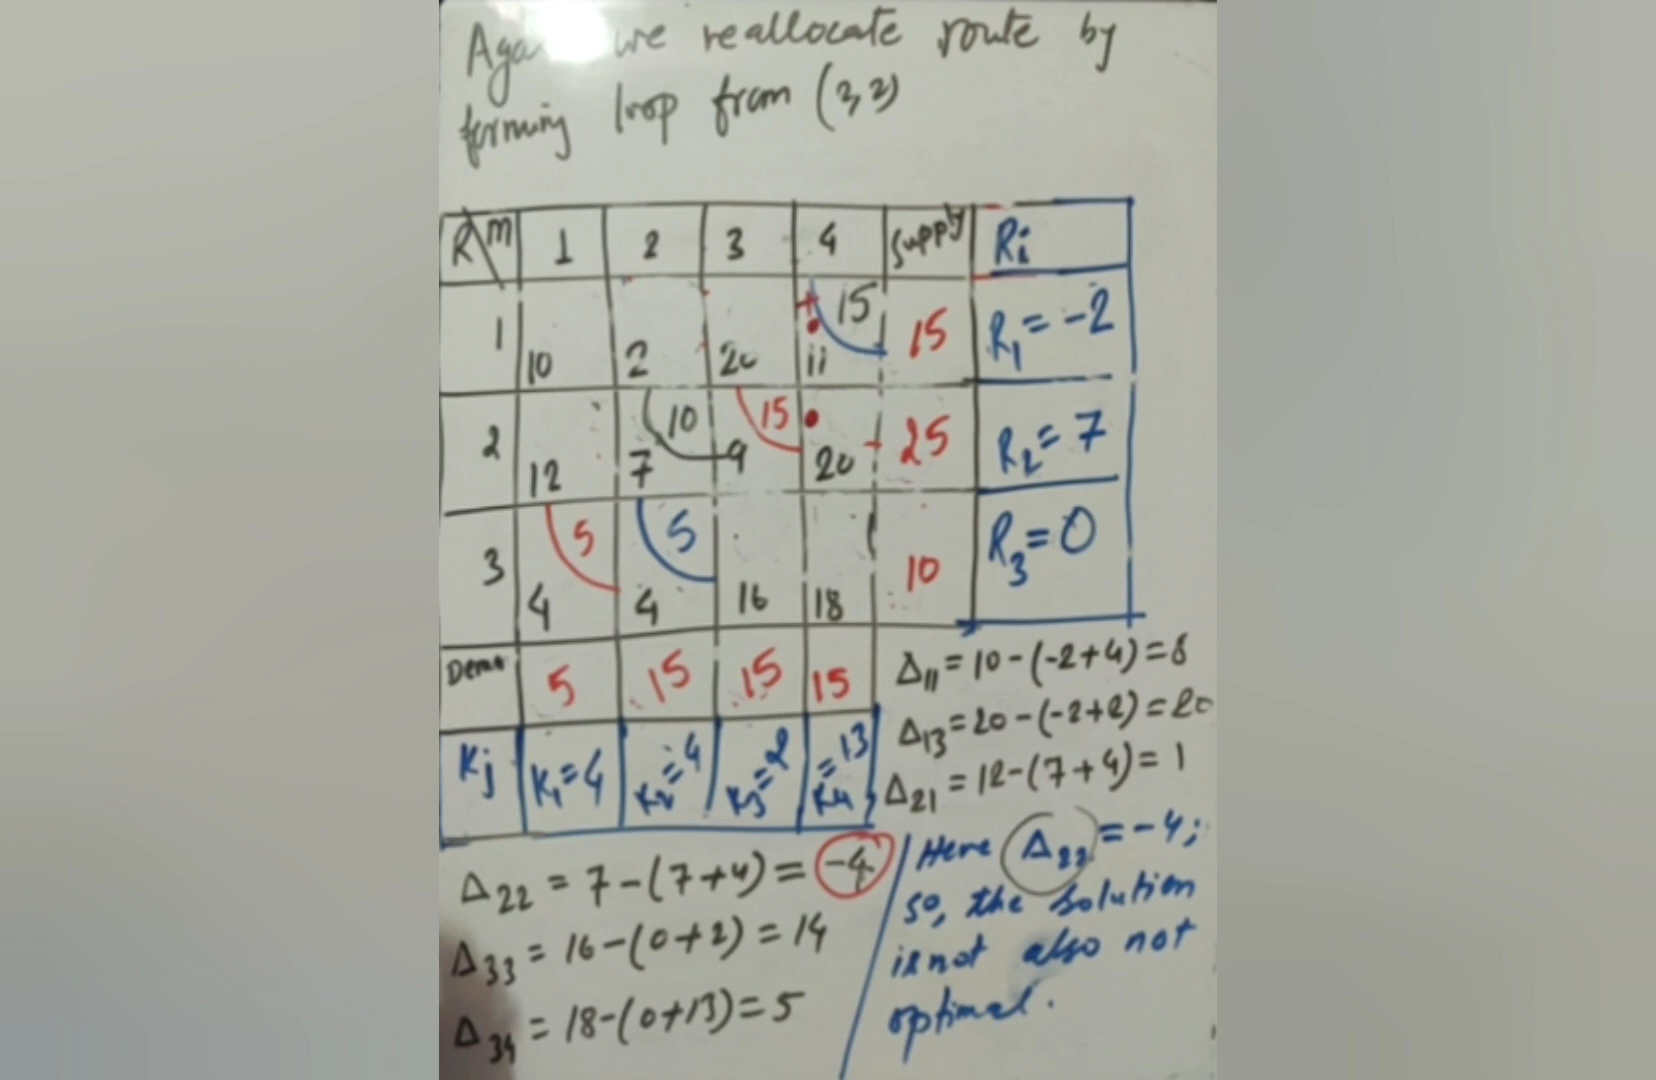 we reallocate route by
forming loop from (2,2)
R m 1 2 3 4 Supply Ri
1 10 2 20 + 11 15 15 R1 = -2
2 12 7 10 9 15 20 - 25 R2 = 7
3 4 5 4 5 16 18 10 R3 = 0
5 15 15 15
Kj K1 = 4 K2 = 4 K3 = 2 K4 = 13
Δ11 = 10-(-2+4) = 8
Δ13 = 20-(-2+2) = 20
Δ21 = 12-(7+4) = 1
Δ22 = 7-(7+4) = -4
Δ33 = 16-(0+2) = 14
Δ34 = 18-(0+13) = 5
Here Δ22 = -4;
so, the solution
is not also not
optimal.